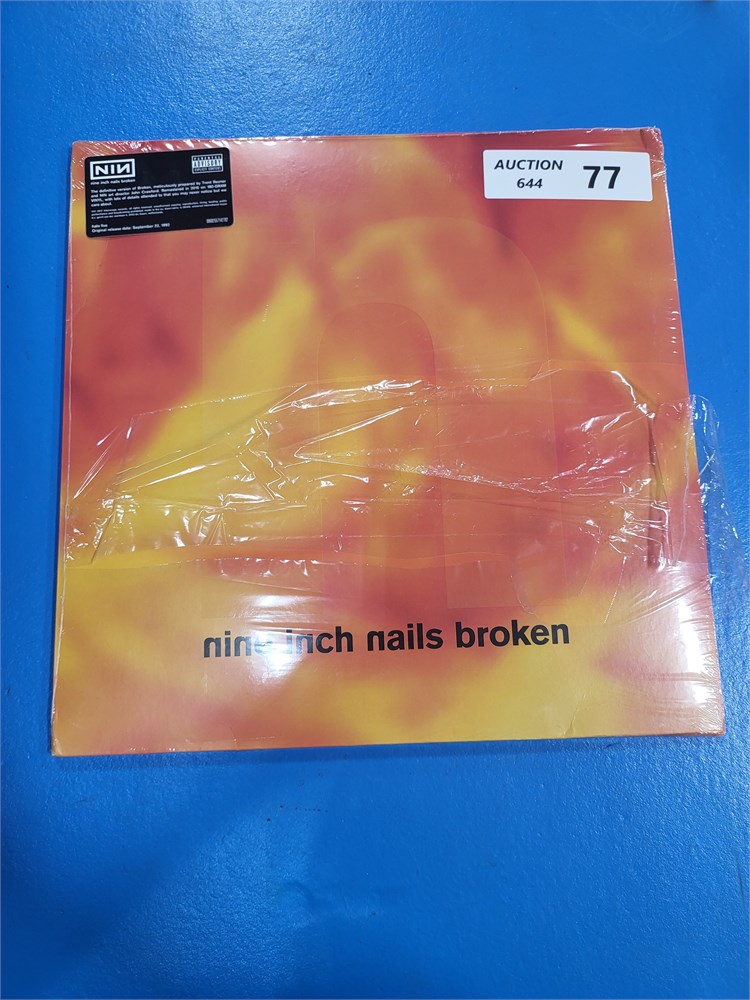 NIN
PARENTAL
ADVISORY
EXPLICIT CONTENT
nine inch nails broken
The definitive version of Broken, meticulously prepared by Trent Reznor
and NIN art director John Crawford. Remastered in 2016 on 180-GRAM
VINYL, with lots of details attended to that you may never notice but we
care about.
halo five
Original release date: September 22, 1992
AUCTION
644
77
nine inch nails broken